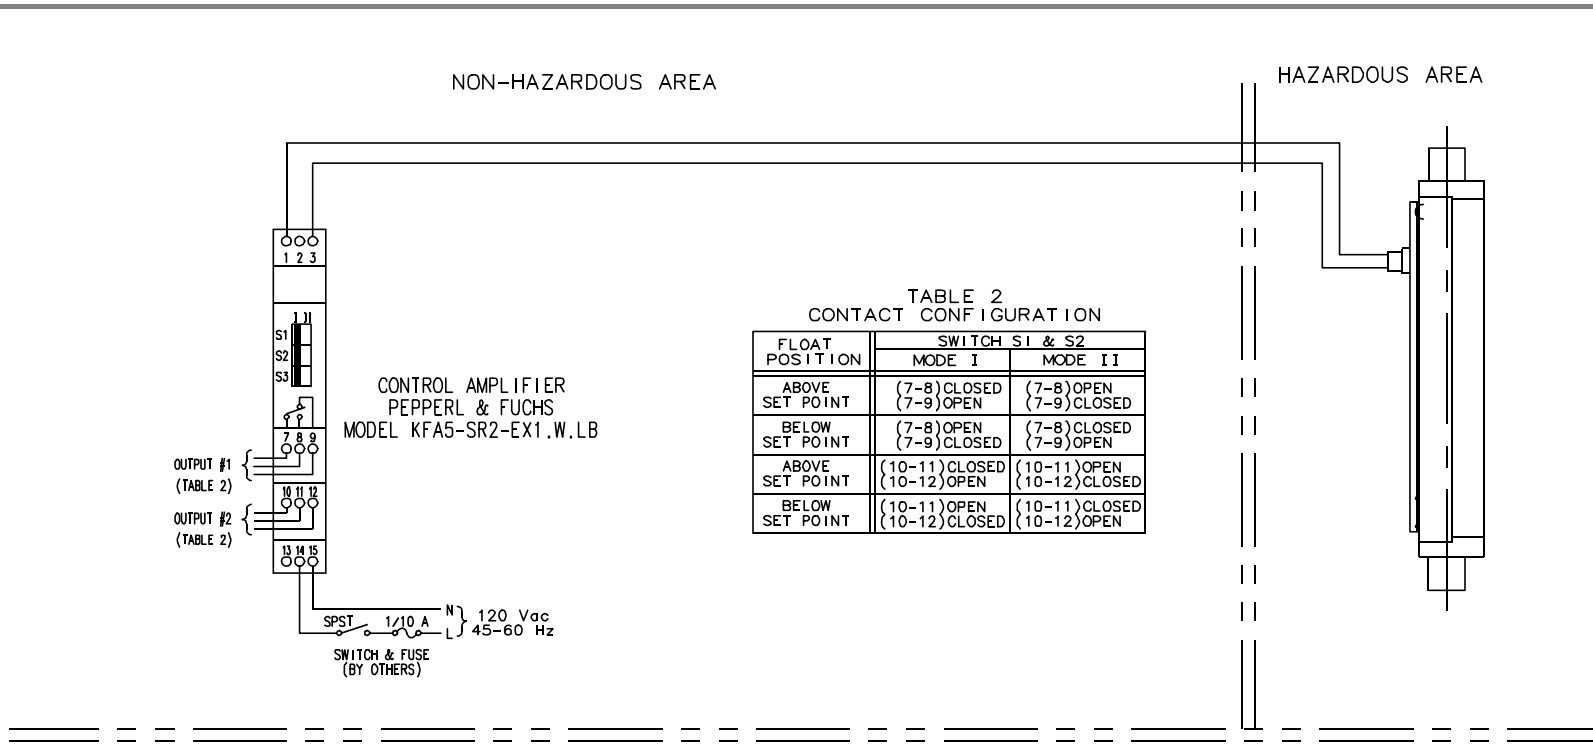 NON-HAZARDOUS AREA
HAZARDOUS AREA
1 2 3
I II
S1
S2
S3
CONTROL AMPLIFIER
PEPPERL & FUCHS
MODEL KFA5-SR2-EX1.W.LB
7 8 9
OUTPUT #1
(TABLE 2)
10 11 12
OUTPUT #2
(TABLE 2)
13 14 15
N
L
120 Vac
45-60 Hz
SPST
1/10 A
SWITCH & FUSE
(BY OTHERS)
TABLE 2
CONTACT CONFIGURATION
FLOAT POSITION
SWITCH S1 & S2
MODE I MODE II
ABOVE (7-8)CLOSED (7-8)OPEN
SET POINT (7-9)OPEN (7-9)CLOSED
BELOW (7-8)OPEN (7-8)CLOSED
SET POINT (7-9)CLOSED (7-9)OPEN
ABOVE (10-11)CLOSED (10-11)OPEN
SET POINT (10-12)OPEN (10-12)CLOSED
BELOW (10-11)OPEN (10-11)CLOSED
SET POINT (10-12)CLOSED (10-12)OPEN